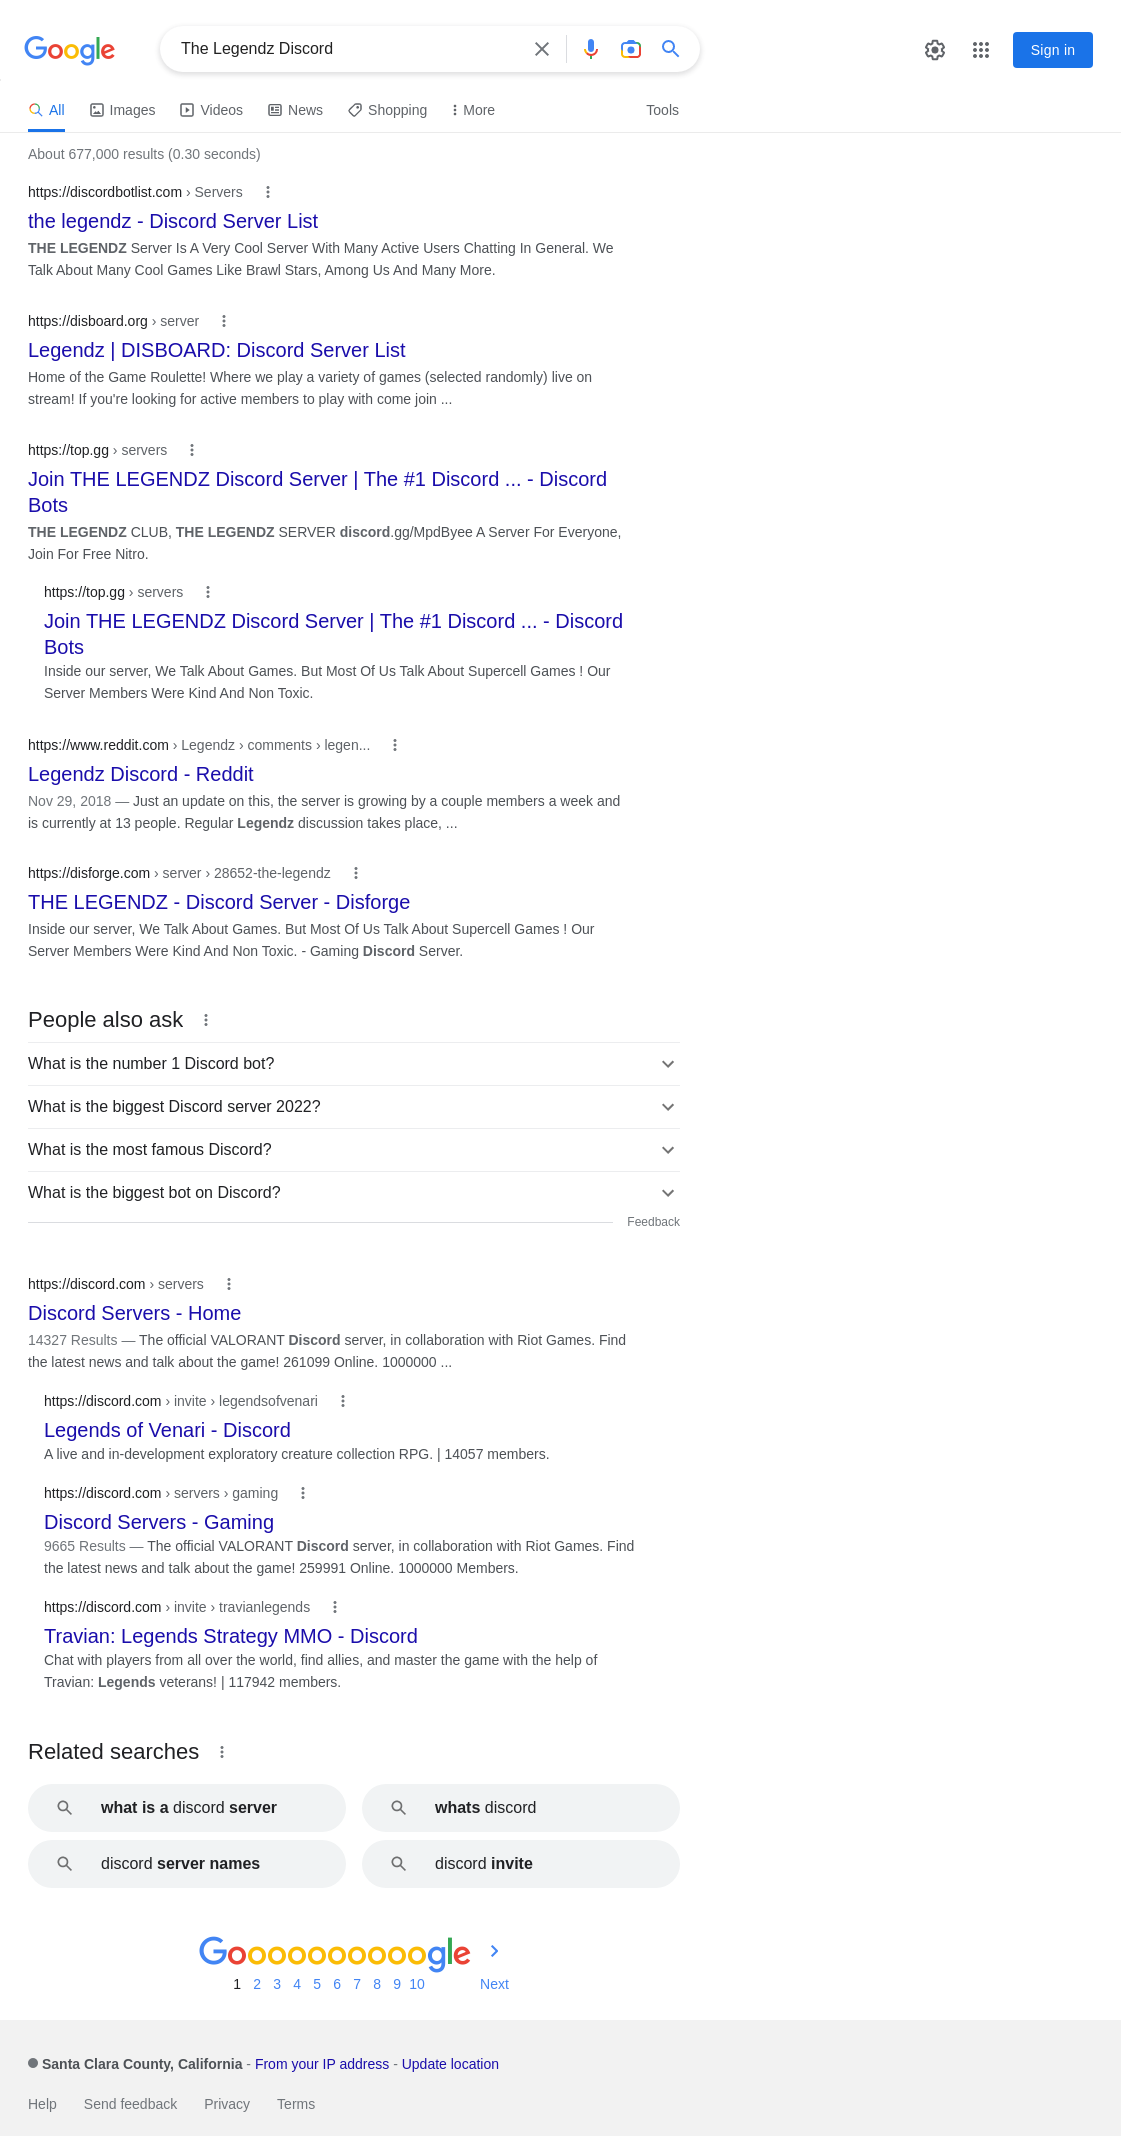 Google
The Legendz Discord
Sign in
All Images Videos News Shopping More Tools
About 677,000 results (0.30 seconds)
https://discordbotlist.com › Servers
the legendz - Discord Server List
THE LEGENDZ Server Is A Very Cool Server With Many Active Users Chatting In General. We
Talk About Many Cool Games Like Brawl Stars, Among Us And Many More.
https://disboard.org › server
Legendz | DISBOARD: Discord Server List
Home of the Game Roulette! Where we play a variety of games (selected randomly) live on
stream! If you're looking for active members to play with come join ...
https://top.gg › servers
Join THE LEGENDZ Discord Server | The #1 Discord ... - Discord
Bots
THE LEGENDZ CLUB, THE LEGENDZ SERVER discord.gg/MpdByee A Server For Everyone,
Join For Free Nitro.
https://top.gg › servers
Join THE LEGENDZ Discord Server | The #1 Discord ... - Discord
Bots
Inside our server, We Talk About Games. But Most Of Us Talk About Supercell Games ! Our
Server Members Were Kind And Non Toxic.
https://www.reddit.com › Legendz › comments › legen...
Legendz Discord - Reddit
Nov 29, 2018 — Just an update on this, the server is growing by a couple members a week and
is currently at 13 people. Regular Legendz discussion takes place, ...
https://disforge.com › server › 28652-the-legendz
THE LEGENDZ - Discord Server - Disforge
Inside our server, We Talk About Games. But Most Of Us Talk About Supercell Games ! Our
Server Members Were Kind And Non Toxic. - Gaming Discord Server.
People also ask
What is the number 1 Discord bot?
What is the biggest Discord server 2022?
What is the most famous Discord?
What is the biggest bot on Discord?
Feedback
https://discord.com › servers
Discord Servers - Home
14327 Results — The official VALORANT Discord server, in collaboration with Riot Games. Find
the latest news and talk about the game! 261099 Online. 1000000 ...
https://discord.com › invite › legendsofvenari
Legends of Venari - Discord
A live and in-development exploratory creature collection RPG. | 14057 members.
https://discord.com › servers › gaming
Discord Servers - Gaming
9665 Results — The official VALORANT Discord server, in collaboration with Riot Games. Find
the latest news and talk about the game! 259991 Online. 1000000 Members.
https://discord.com › invite › travianlegends
Travian: Legends Strategy MMO - Discord
Chat with players from all over the world, find allies, and master the game with the help of
Travian: Legends veterans! | 117942 members.
Related searches
what is a discord server
whats discord
discord server names
discord invite
Goooooooooogle
1 2 3 4 5 6 7 8 9 10 Next
Santa Clara County, California - From your IP address - Update location
Help Send feedback Privacy Terms